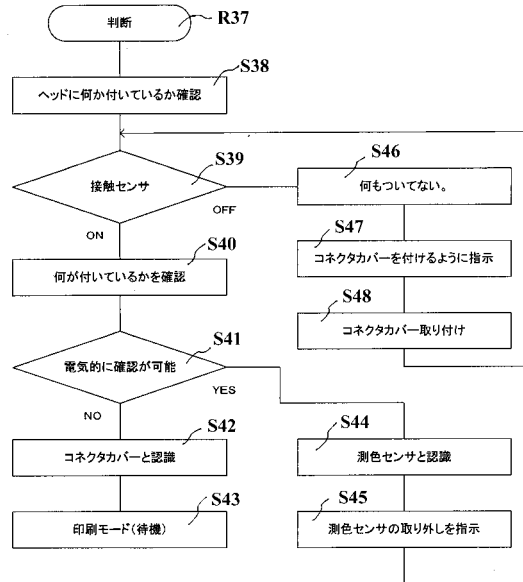 判断
R37
S38
ヘッドに何か付いているか確認
S39
接触センサ
OFF
ON
S46
何もついてない。
S47
コネクタカバーを付けるように指示
S48
コネクタカバー取り付け
S40
何が付いているかを確認
S41
電気的に確認が可能
YES
NO
S42
コネクタカバーと認識
S43
印刷モード(待機)
S44
測色センサと認識
S45
測色センサの取り外しを指示